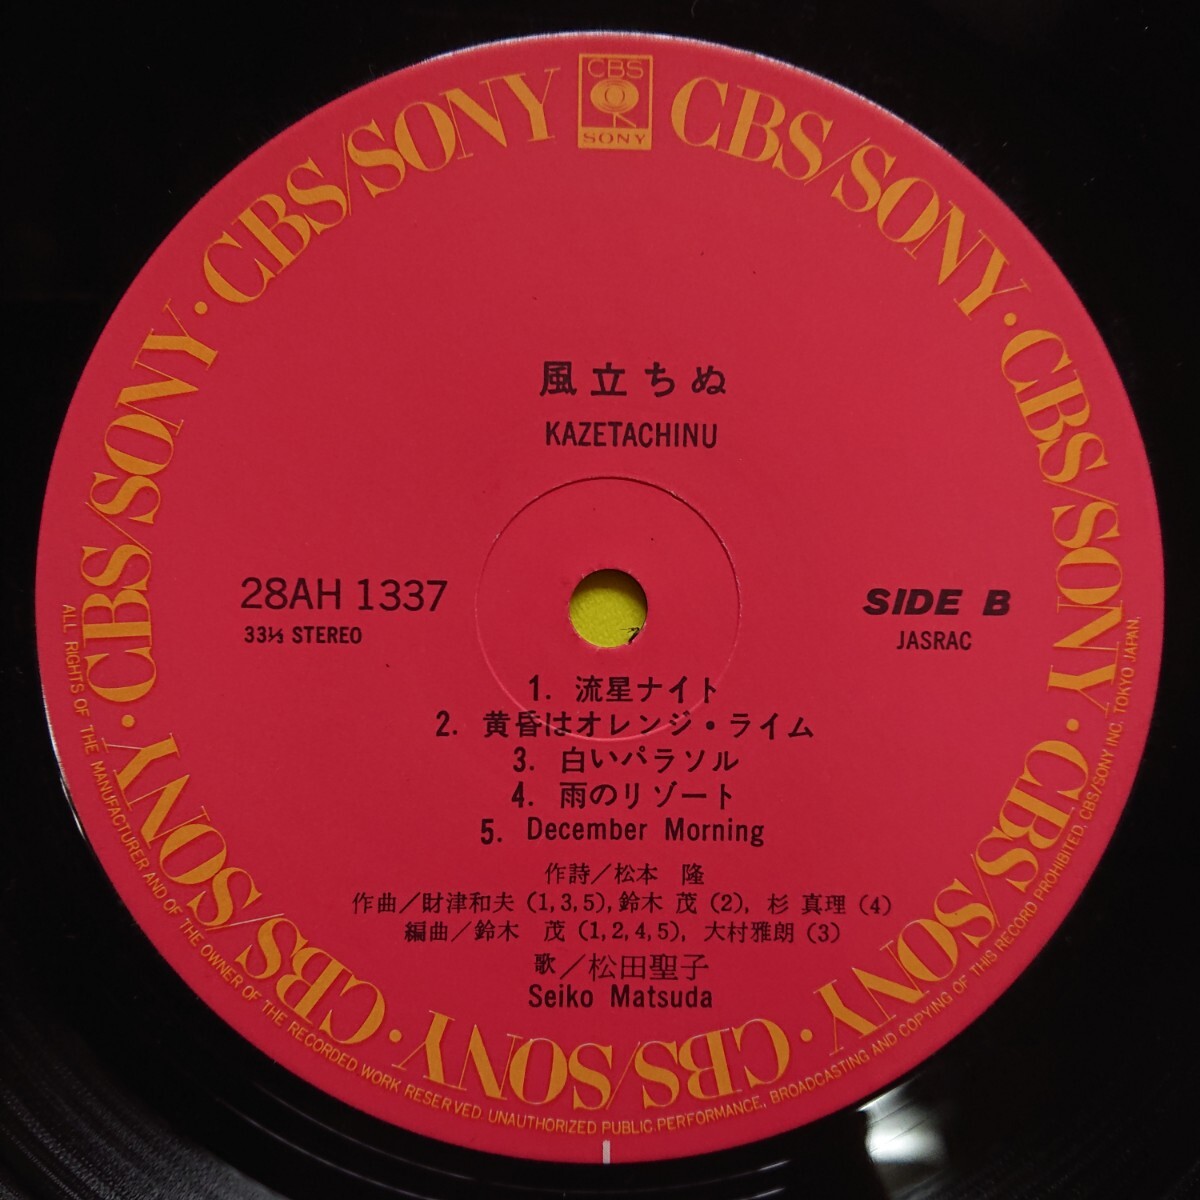 CBS
SONY
CBS/SONY · CBS/SONY · CBS/SONY · CBS/SONY · CBS/SONY · CBS/SONY · CBS/SONY · CBS/SONY
風立ちぬ
KAZETACHINU
28AH 1337
33⅓ STEREO
SIDE B
JASRAC
1. 流星ナイト
2. 黄昏はオレンジ・ライム
3. 白いパラソル
4. 雨のリゾート
5. December Morning
作詩／松本 隆
作曲／財津和夫 (1,3,5), 鈴木 茂 (2), 杉 真理 (4)
編曲／鈴木 茂 (1,2,4,5), 大村雅朗 (3)
歌／松田聖子
Seiko Matsuda
ALL RIGHTS OF THE MANUFACTURER AND OF THE OWNER OF THE RECORDED WORK RESERVED. UNAUTHORIZED PUBLIC PERFORMANCE, BROADCASTING AND COPYING OF THIS RECORD PROHIBITED. CBS/SONY INC. TOKYO JAPAN.